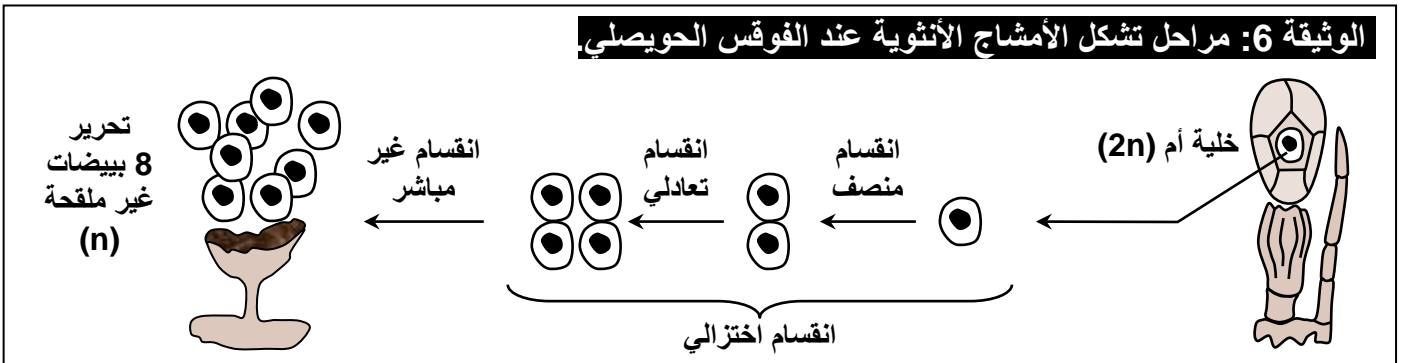 الوثيقة 6: مراحل تشكل الأمشاج الأنثوية عند الفوقس الحويصلي.
خلية أم (2n)
انقسام
منصف
انقسام
تعادلي
انقسام غير
مباشر
تحرير
8 بييضات
غير ملقحة
(n)
انقسام اختزالي